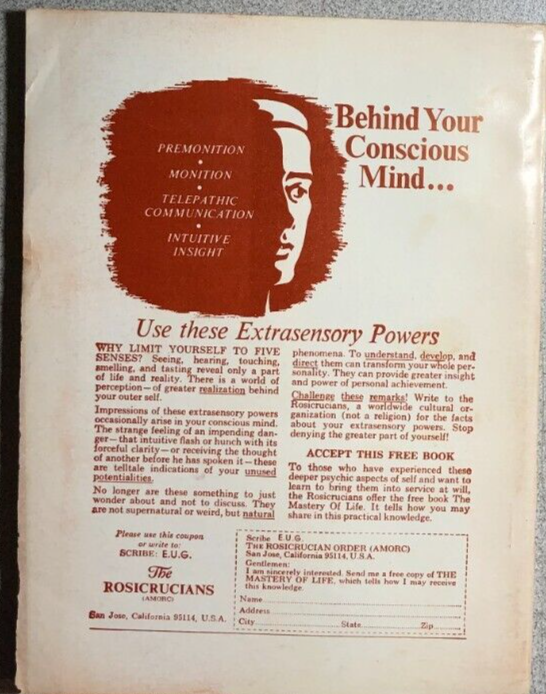 PREMONITION
•
MONITION
•
TELEPATHIC
COMMUNICATION
•
INTUITIVE
INSIGHT
Behind Your
Conscious
Mind...
Use these Extrasensory Powers
WHY LIMIT YOURSELF TO FIVE
SENSES? Seeing, hearing, touching,
smelling, and tasting reveal only a part
of life and reality. There is a world of
perception—of greater realization behind
your outer self.
Impressions of these extrasensory powers
occasionally arise in your conscious mind.
The strange feeling of an impending dan-
ger—that intuitive flash or hunch with its
forceful clarity—or receiving the thought
of another before he has spoken it—these
are telltale indications of your unused
potentialities.
No longer are these something to just
wonder about and not to discuss. They
are not supernatural or weird, but natural
phenomena. To understand, develop, and
direct them can transform your whole per-
sonality. They can provide greater insight
and power of personal achievement.
Challenge these remarks! Write to the
Rosicrucians, a worldwide cultural or-
ganization (not a religion) for the facts
about your extrasensory powers. Stop
denying the greater part of yourself!
ACCEPT THIS FREE BOOK
To those who have experienced these
deeper psychic aspects of self and want to
learn to bring them into service at will,
the Rosicrucians offer the free book The
Mastery Of Life. It tells how you may
share in this practical knowledge.
Please use this coupon
or write to:
SCRIBE: E.U.G.
The
ROSICRUCIANS
(AMORC)
San Jose, California 95114, U.S.A.
Scribe E.U.G.
THE ROSICRUCIAN ORDER (AMORC)
San Jose, California 95114, U.S.A.
Gentlemen:
I am sincerely interested. Send me a free copy of THE
MASTERY OF LIFE, which tells how I may receive
this knowledge.
Name
Address
City State Zip